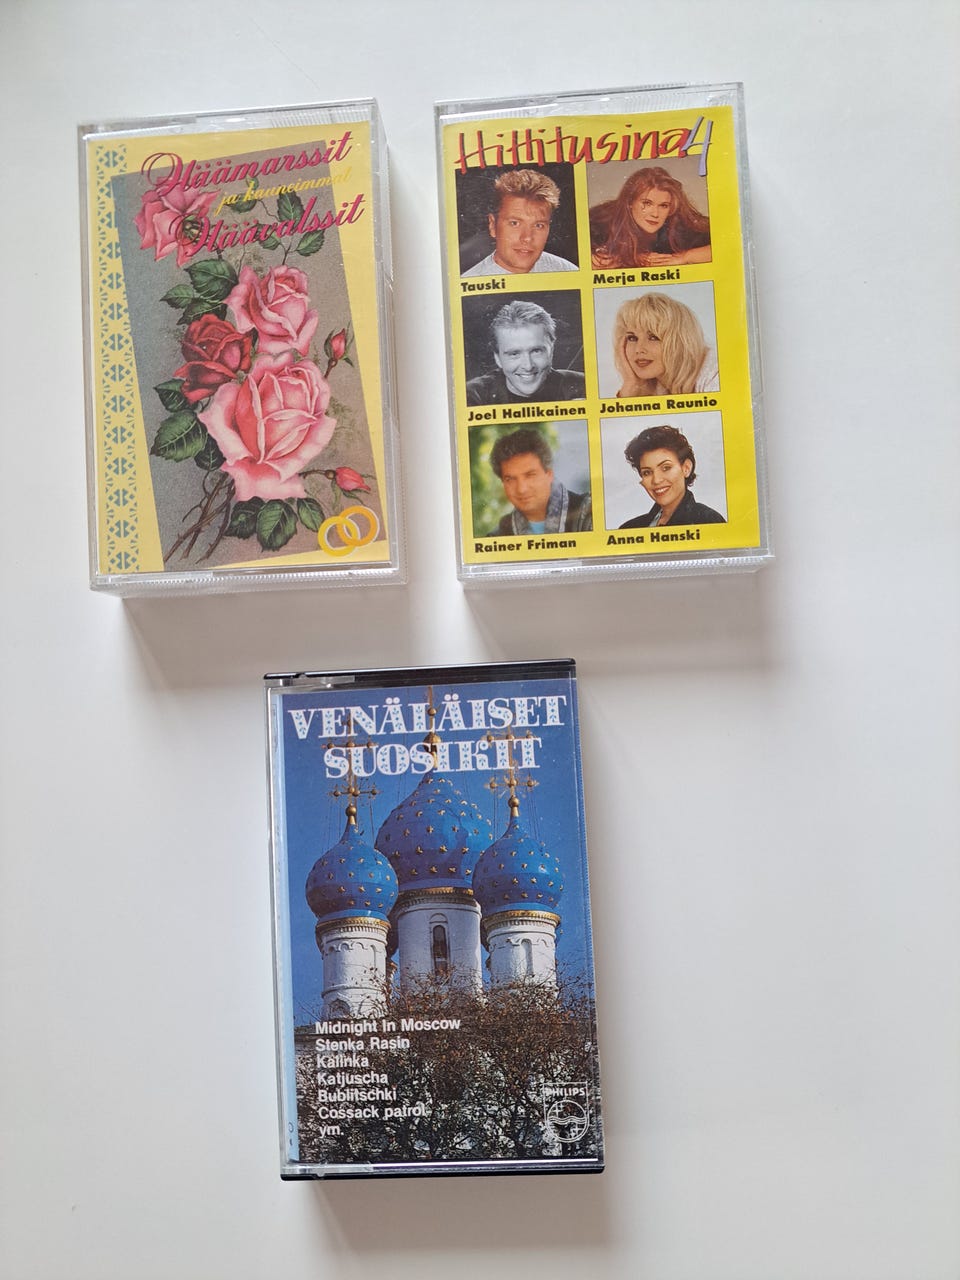 Häämarssit
ja kauneimmat
Häävalssit
Hittitusina 4
Tauski
Merja Raski
Joel Hallikainen
Johanna Raunio
Rainer Friman
Anna Hanski
VENÄLÄISET
SUOSIKIT
Midnight In Moscow
Stenka Rasin
Kalinka
Katjuscha
Bublitschki
Cossack patrol
ym.
PHILIPS